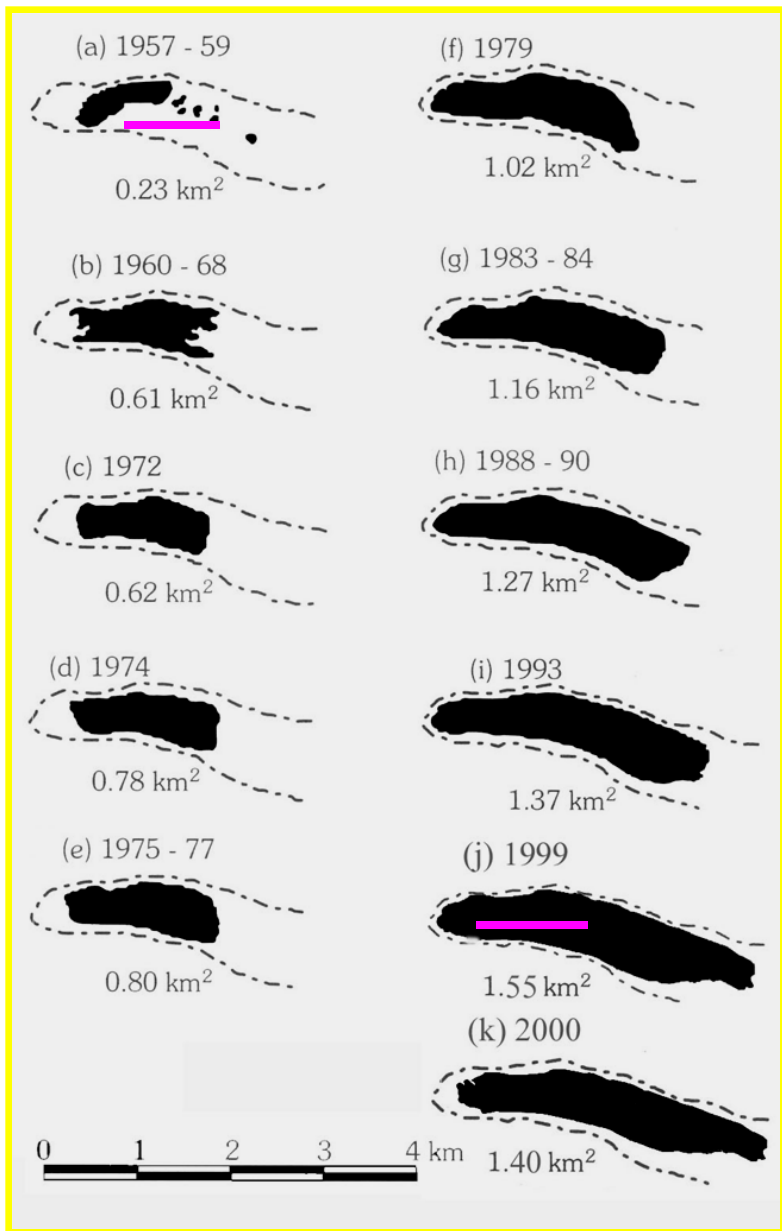 (a) 1957 - 59
0.23 km²
(b) 1960 - 68
0.61 km²
(c) 1972
0.62 km²
(d) 1974
0.78 km²
(e) 1975 - 77
0.80 km²
(f) 1979
1.02 km²
(g) 1983 - 84
1.16 km²
(h) 1988 - 90
1.27 km²
(i) 1993
1.37 km²
(j) 1999
1.55 km²
(k) 2000
1.40 km²
0 1 2 3 4 km